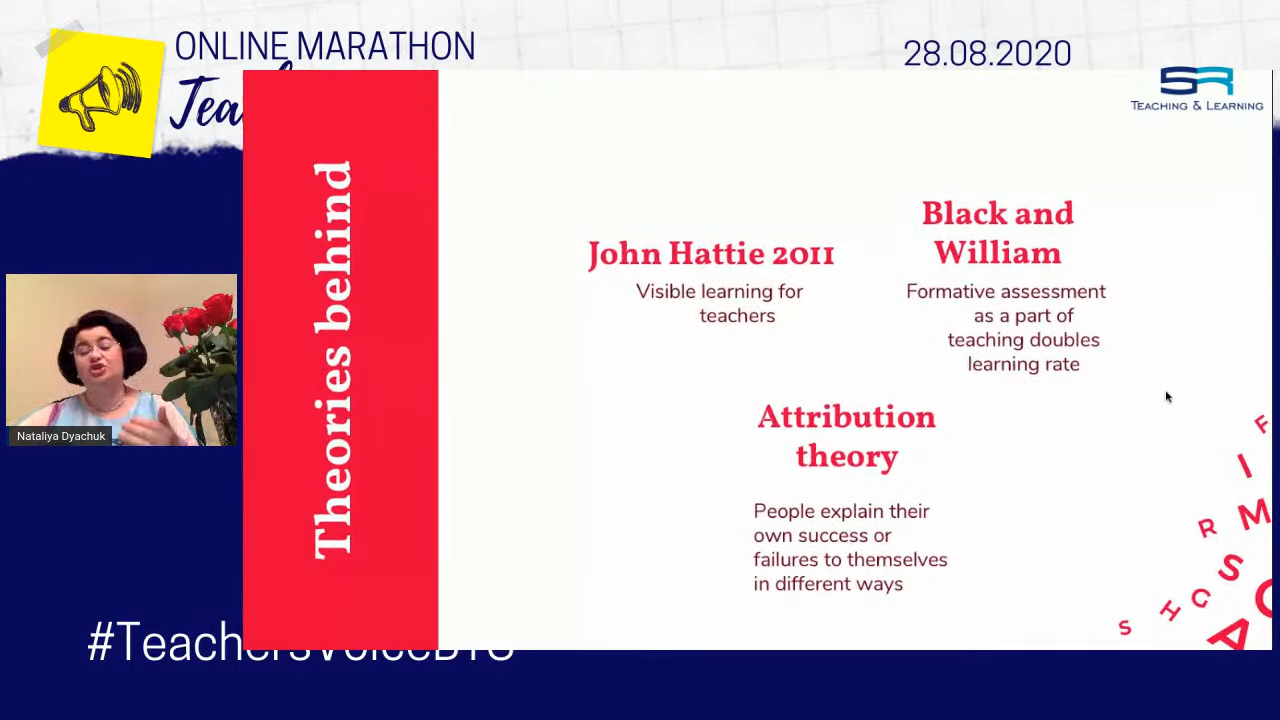 ONLINE MARATHON
28.08.2020
Tea
SR
TEACHING & LEARNING
Theories behind
John Hattie 2011
Visible learning for
teachers
Black and
William
Formative assessment
as a part of
teaching doubles
learning rate
Attribution
theory
People explain their
own success or
failures to themselves
in different ways
Nataliya Dyachuk
F
I
M
R
S
G
H
S
A